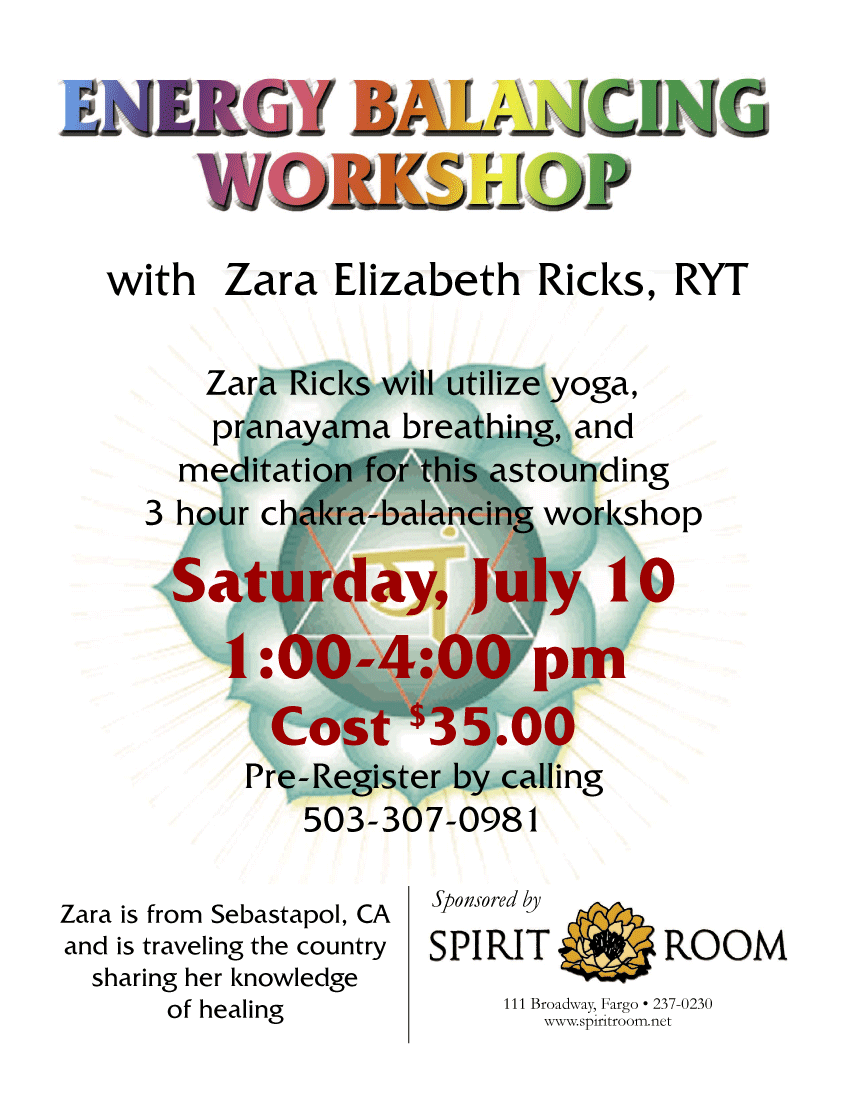 ENERGY BALANCING
WORKSHOP
with Zara Elizabeth Ricks, RYT
Zara Ricks will utilize yoga,
pranayama breathing, and
meditation for this astounding
3 hour chakra-balancing workshop
यं
Saturday, July 10
1:00-4:00 pm
Cost $35.00
Pre-Register by calling
503-307-0981
Zara is from Sebastapol, CA
and is traveling the country
sharing her knowledge
of healing
Sponsored by
SPIRIT ROOM
111 Broadway, Fargo • 237-0230
www.spiritroom.net